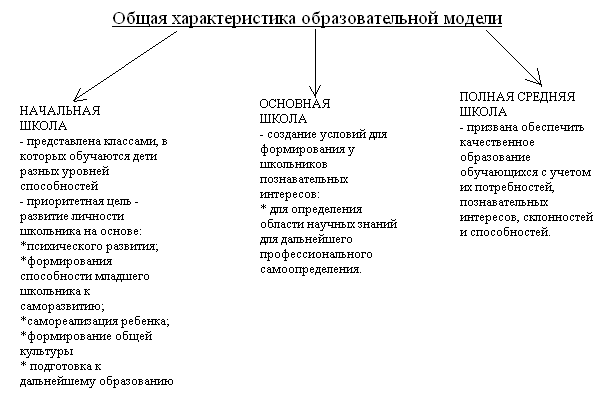 Общая характеристика образовательной модели
НАЧАЛЬНАЯ
ШКОЛА
- представлена классами, в
которых обучаются дети
разных уровней
способностей
- приоритетная цель -
развитие личности
школьника на основе:
*психического развития;
*формирования
способности младшего
школьника к
саморазвитию;
*самореализация ребенка;
*формирование общей
культуры
* подготовка к
дальнейшему образованию
ОСНОВНАЯ
ШКОЛА
- создание условий для
формирования у
школьников
познавательных
интересов:
* для определения
области научных знаний
для дальнейшего
профессионального
самоопределения.
ПОЛНАЯ СРЕДНЯЯ
ШКОЛА
- призвана обеспечить
качественное
образование
обучающихся с учетом
их потребностей,
познавательных
интересов, склонностей
и способностей.